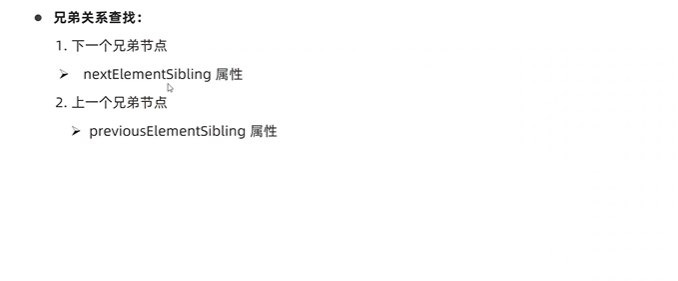 ● 兄弟关系查找：
1. 下一个兄弟节点
➢ nextElementSibling 属性
2. 上一个兄弟节点
➢ previousElementSibling 属性